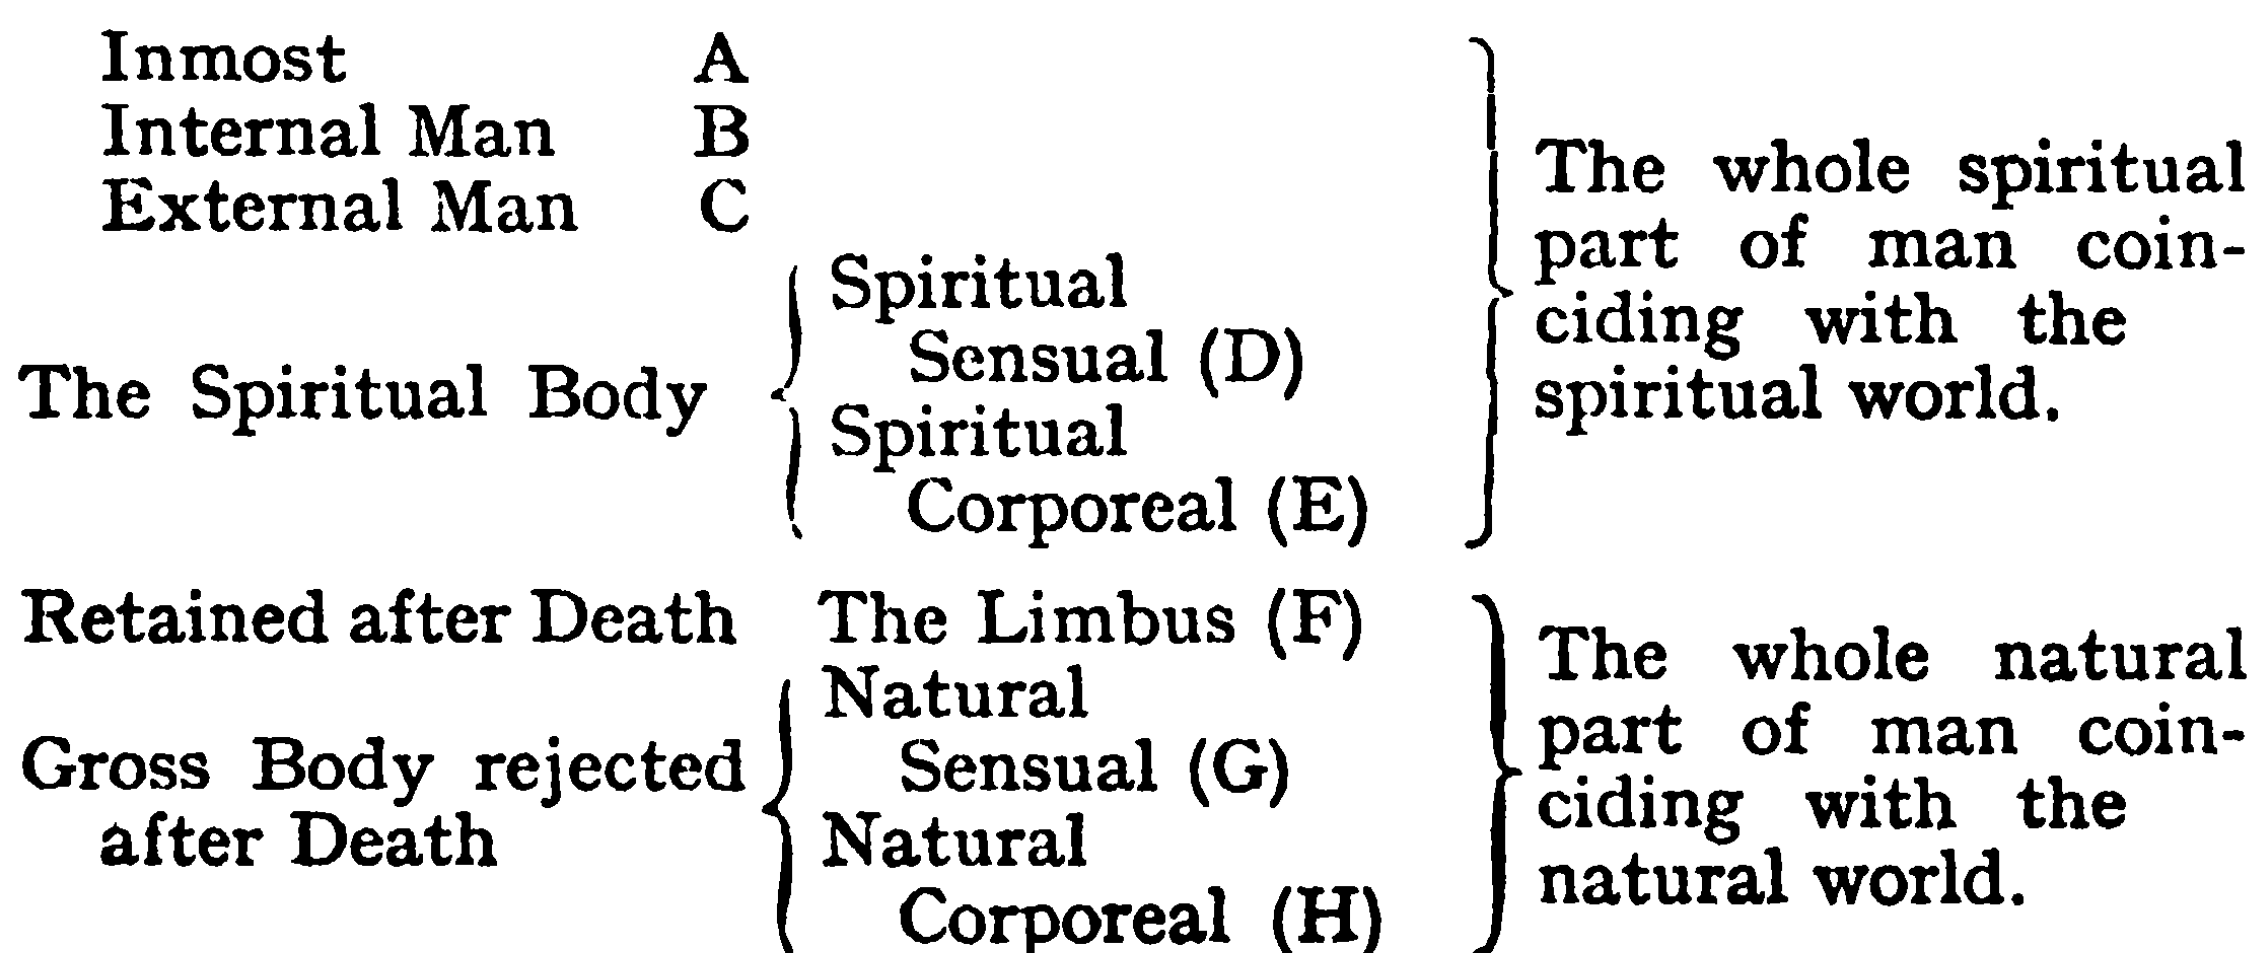 Inmost A
Internal Man B
External Man C
The Spiritual Body
Spiritual
Sensual (D)
Spiritual
Corporeal (E)
The whole spiritual
part of man coin-
ciding with the
spiritual world.
Retained after Death The Limbus (F)
Gross Body rejected
after Death
Natural
Sensual (G)
Natural
Corporeal (H)
The whole natural
part of man coin-
ciding with the
natural world.